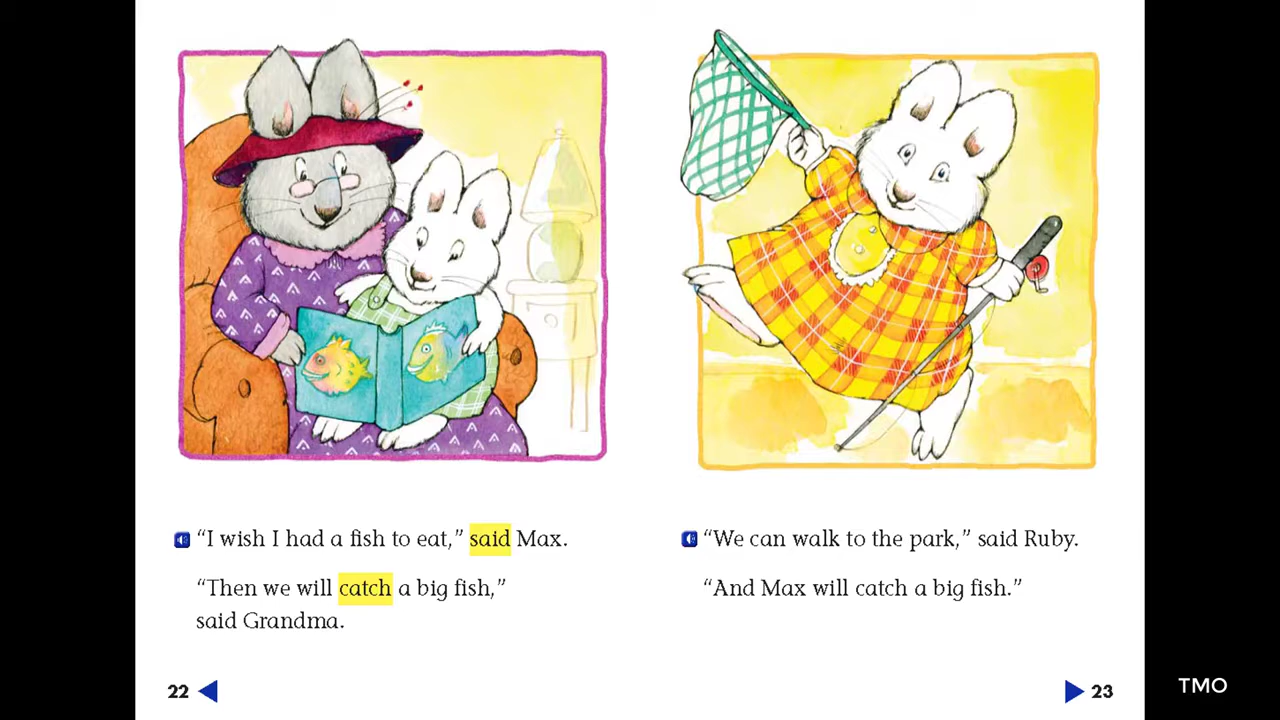 “I wish I had a fish to eat,” said Max.
“Then we will catch a big fish,”
said Grandma.
22
“We can walk to the park,” said Ruby.
“And Max will catch a big fish.”
23
TMO